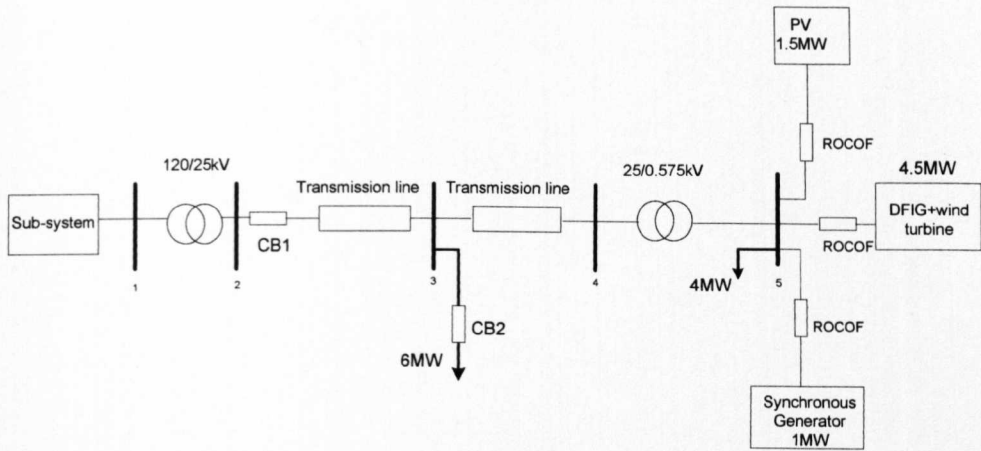 PV
1.5MW
ROCOF
120/25kV
25/0.575kV
4.5MW
Transmission line
Transmission line
Sub-system
DFIG+wind
turbine
CB1
ROCOF
1
2
3
4
5
4MW
CB2
ROCOF
6MW
Synchronous
Generator
1MW